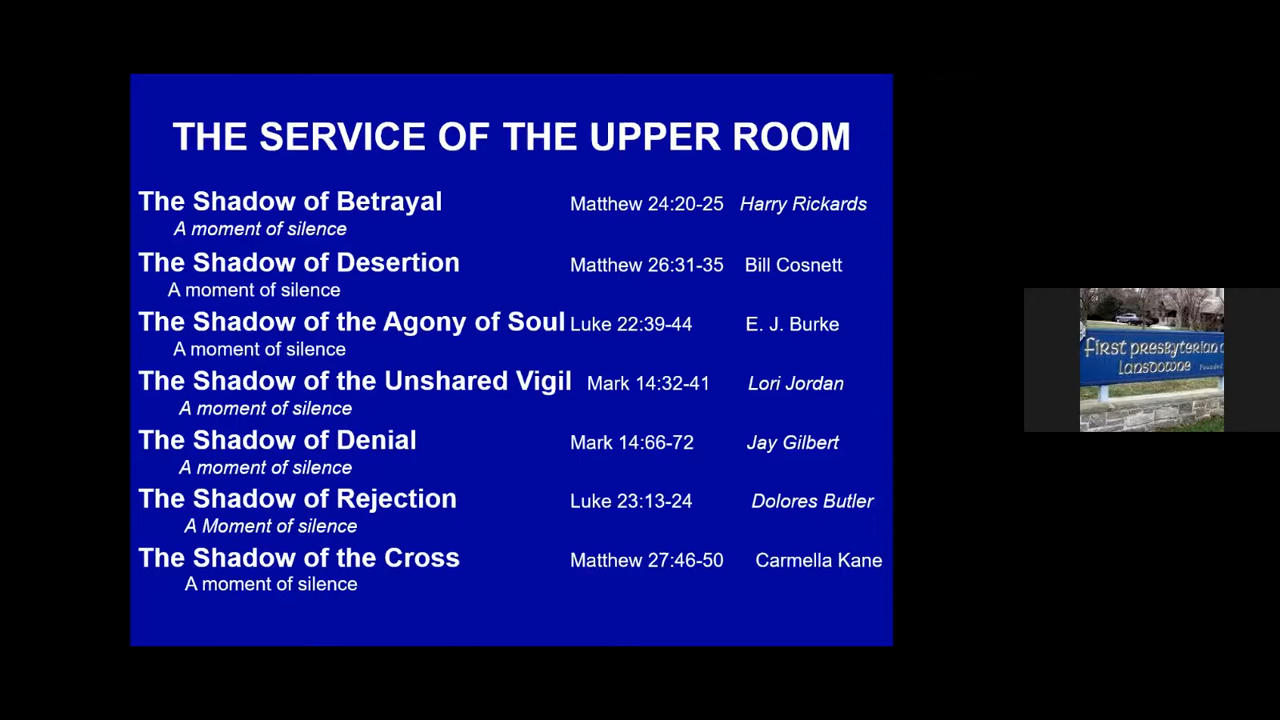 THE SERVICE OF THE UPPER ROOM
The Shadow of Betrayal Matthew 24:20-25 Harry Rickards
A moment of silence
The Shadow of Desertion Matthew 26:31-35 Bill Cosnett
A moment of silence
The Shadow of the Agony of Soul Luke 22:39-44 E. J. Burke
A moment of silence
The Shadow of the Unshared Vigil Mark 14:32-41 Lori Jordan
A moment of silence
The Shadow of Denial Mark 14:66-72 Jay Gilbert
A moment of silence
The Shadow of Rejection Luke 23:13-24 Dolores Butler
A Moment of silence
The Shadow of the Cross Matthew 27:46-50 Carmella Kane
A moment of silence
first presbyterian
Lansdowne